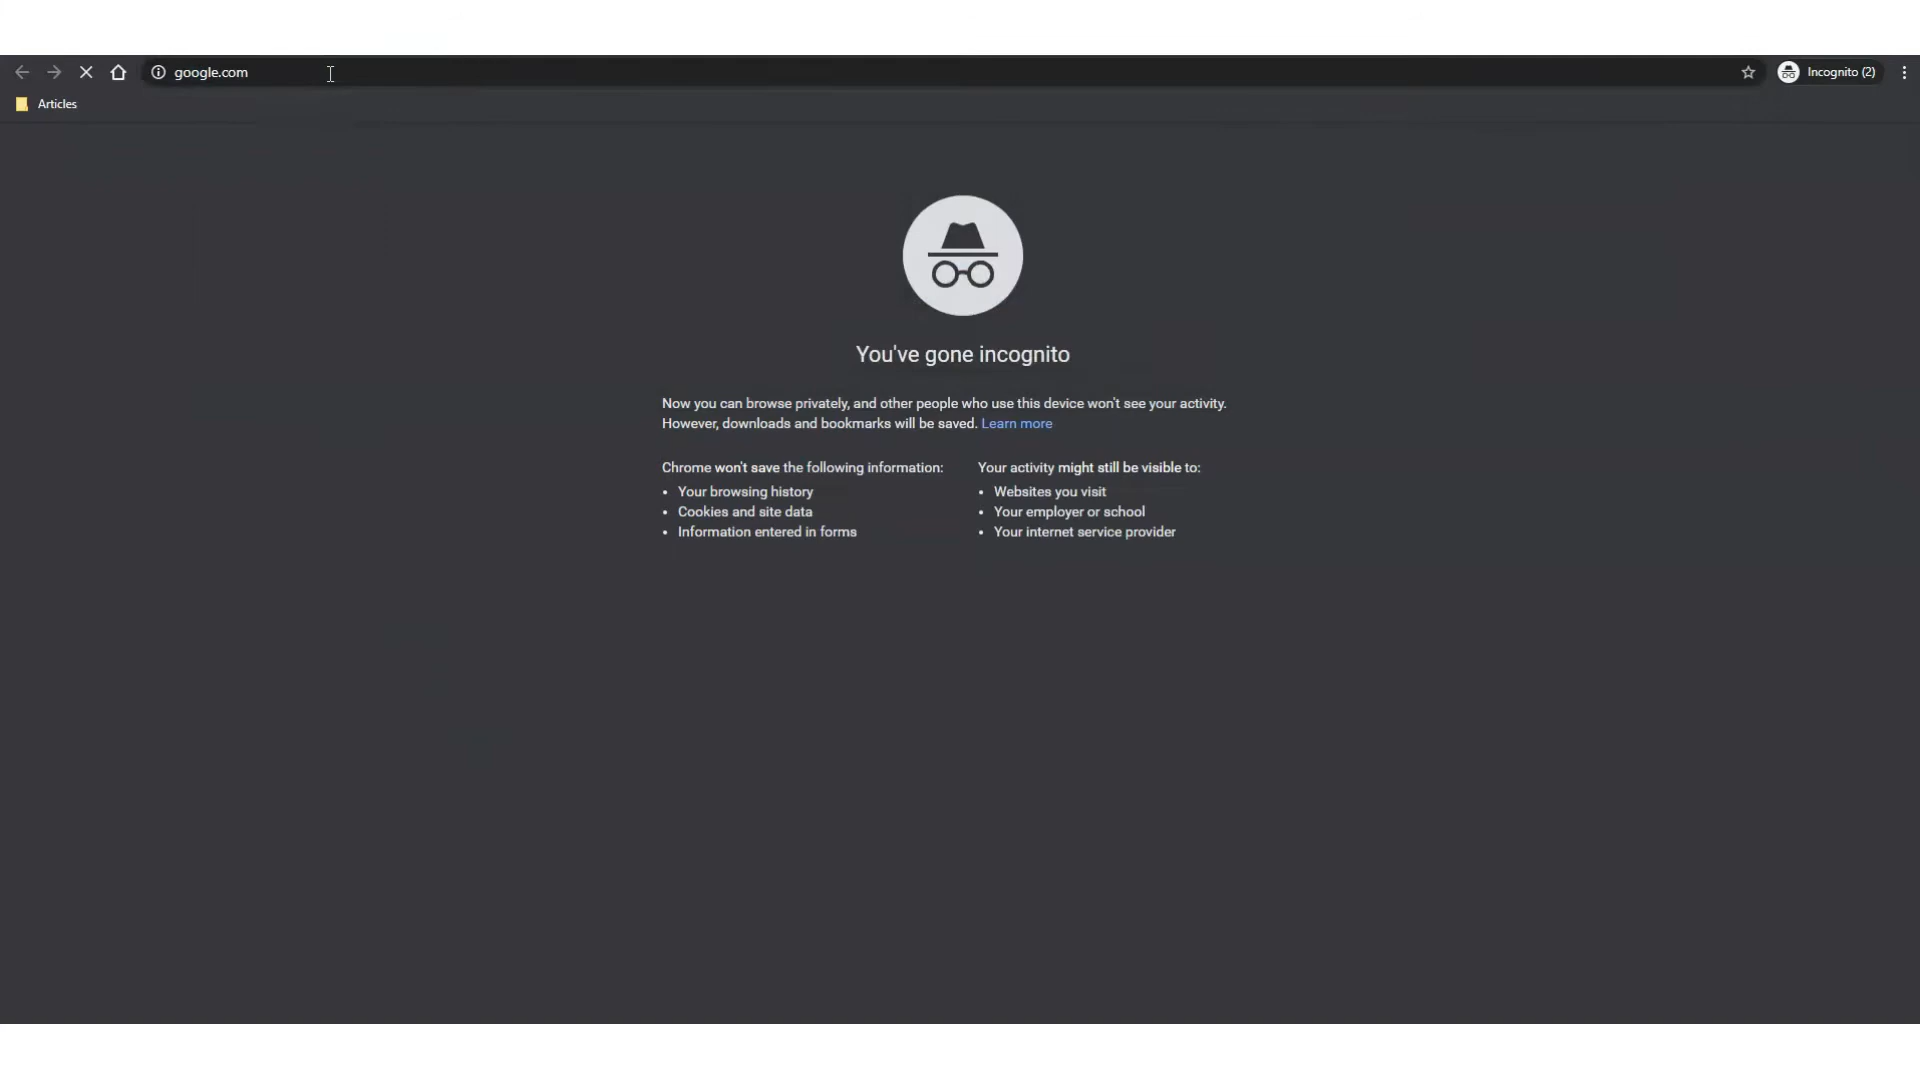 google.com
Incognito (2)
Articles
You've gone incognito
Now you can browse privately, and other people who use this device won't see your activity.
However, downloads and bookmarks will be saved. Learn more
Chrome won't save the following information:
• Your browsing history
• Cookies and site data
• Information entered in forms
Your activity might still be visible to:
• Websites you visit
• Your employer or school
• Your internet service provider